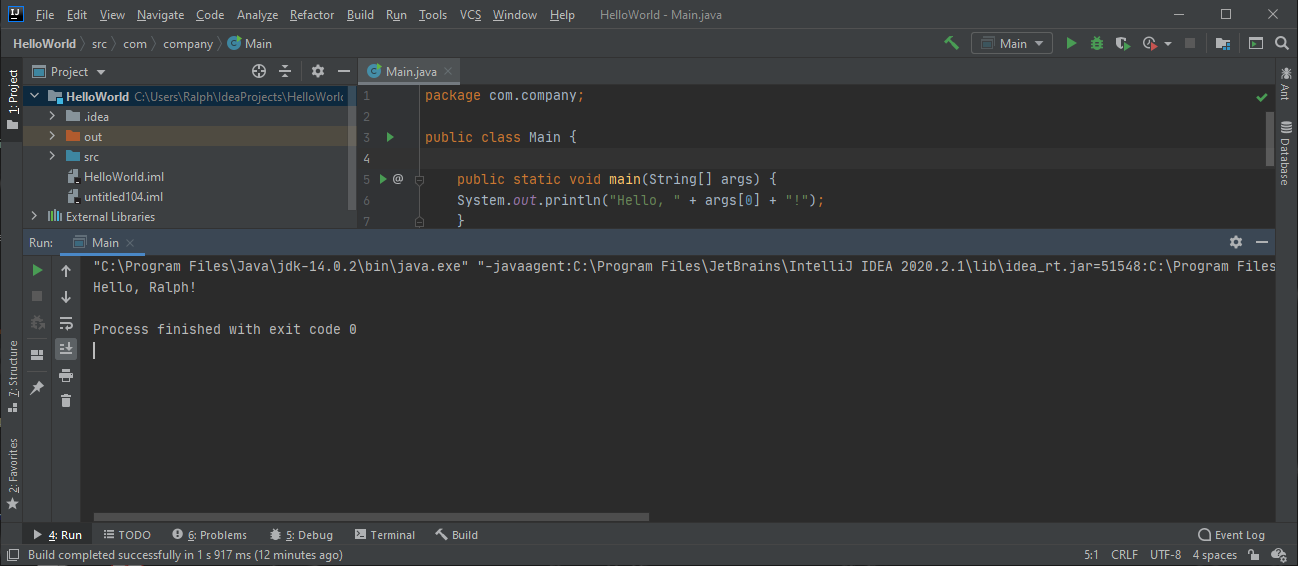 File Edit View Navigate Code Analyze Refactor Build Run Tools VCS Window Help HelloWorld - Main.java
HelloWorld src com company Main
Main
1: Project
Project
HelloWorld C:\Users\Ralph\IdeaProjects\HelloWorld
.idea
out
src
HelloWorld.iml
untitled104.iml
External Libraries
Main.java
1 package com.company;
2
3 public class Main {
4
5 @ public static void main(String[] args) {
6 System.out.println("Hello, " + args[0] + "!");
7 }
Ant
Database
Run: Main
"C:\Program Files\Java\jdk-14.0.2\bin\java.exe" "-javaagent:C:\Program Files\JetBrains\IntelliJ IDEA 2020.2.1\lib\idea_rt.jar=51548:C:\Program Files
Hello, Ralph!
Process finished with exit code 0
7: Structure
2: Favorites
4: Run TODO 6: Problems 5: Debug Terminal Build Event Log
Build completed successfully in 1 s 917 ms (12 minutes ago) 5:1 CRLF UTF-8 4 spaces